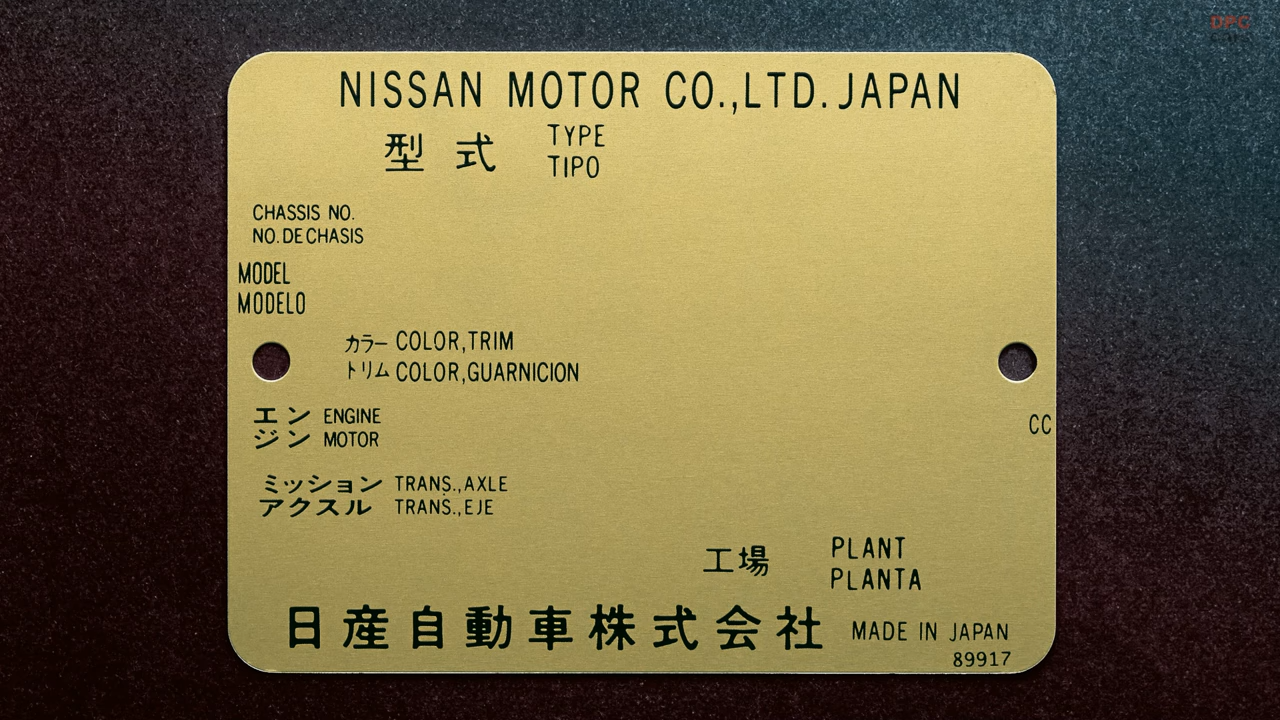 NISSAN MOTOR CO.,LTD. JAPAN
型式 TYPE
TIPO
CHASSIS NO.
NO. DE CHASIS
MODEL
MODELO
カラー COLOR,TRIM
トリム COLOR,GUARNICION
エン ENGINE
ジン MOTOR
CC
ミッション TRANS.,AXLE
アクスル TRANS.,EJE
工場 PLANT
PLANTA
日産自動車株式会社 MADE IN JAPAN
89917